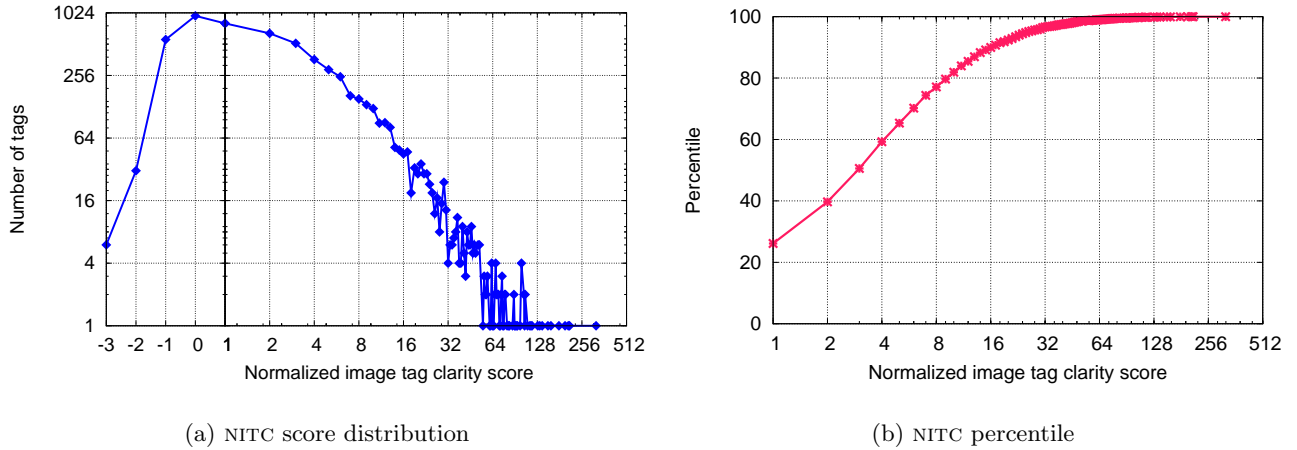 Number of tags
1024
256
64
16
4
1
-3 -2 -1 0 1 2 4 8 16 32 64 128 256 512
Normalized image tag clarity score
(a) NITC score distribution
Percentile
100
80
60
40
20
0
1 2 4 8 16 32 64 128 256 512
Normalized image tag clarity score
(b) NITC percentile